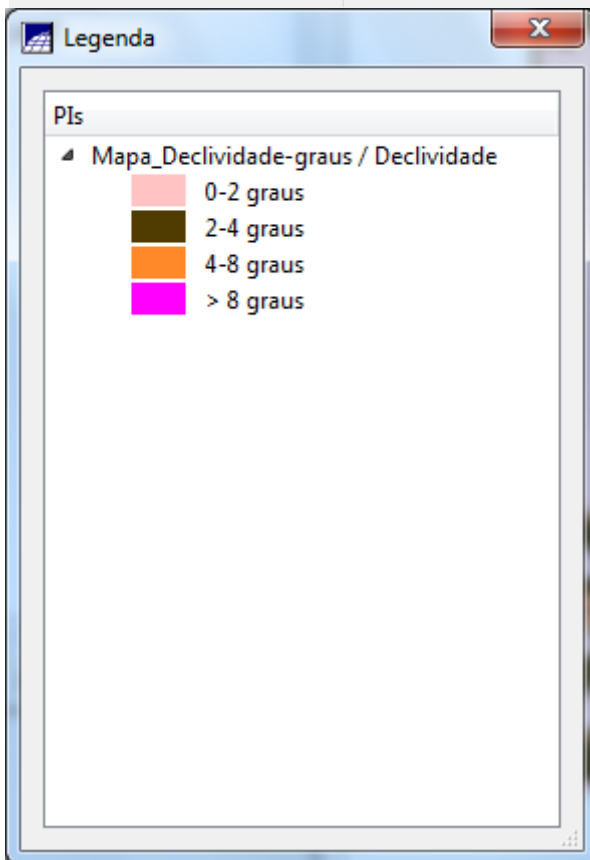 Legenda
PIs
Mapa_Declividade-graus / Declividade
0-2 graus
2-4 graus
4-8 graus
> 8 graus